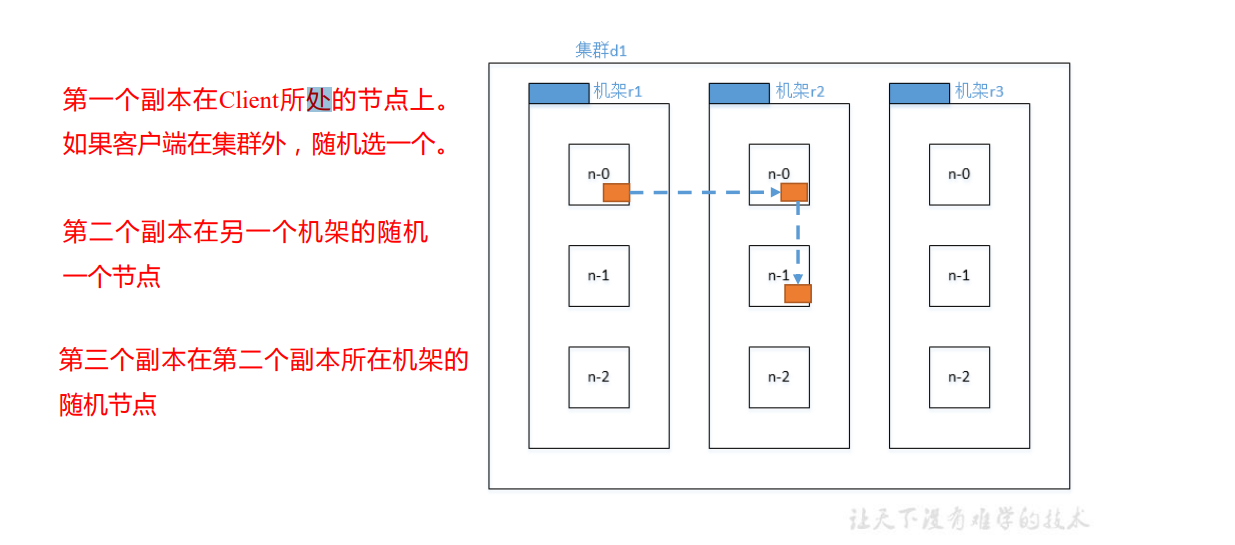 第一个副本在Client所处的节点上。
如果客户端在集群外，随机选一个。
第二个副本在另一个机架的随机
一个节点
第三个副本在第二个副本所在机架的
随机节点
集群d1
机架r1
机架r2
机架r3
n-0
n-0
n-0
n-1
n-1
n-1
n-2
n-2
n-2
让天下没有难学的技术